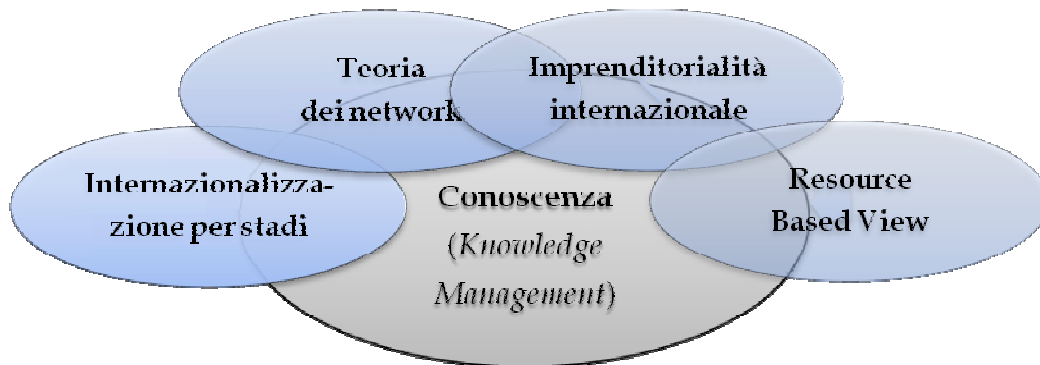 Teoria
dei network
Imprenditorialità
internazionale
Internazionalizza-
zione per stadi
Resource
Based View
Conoscenza
(Knowledge
Management)